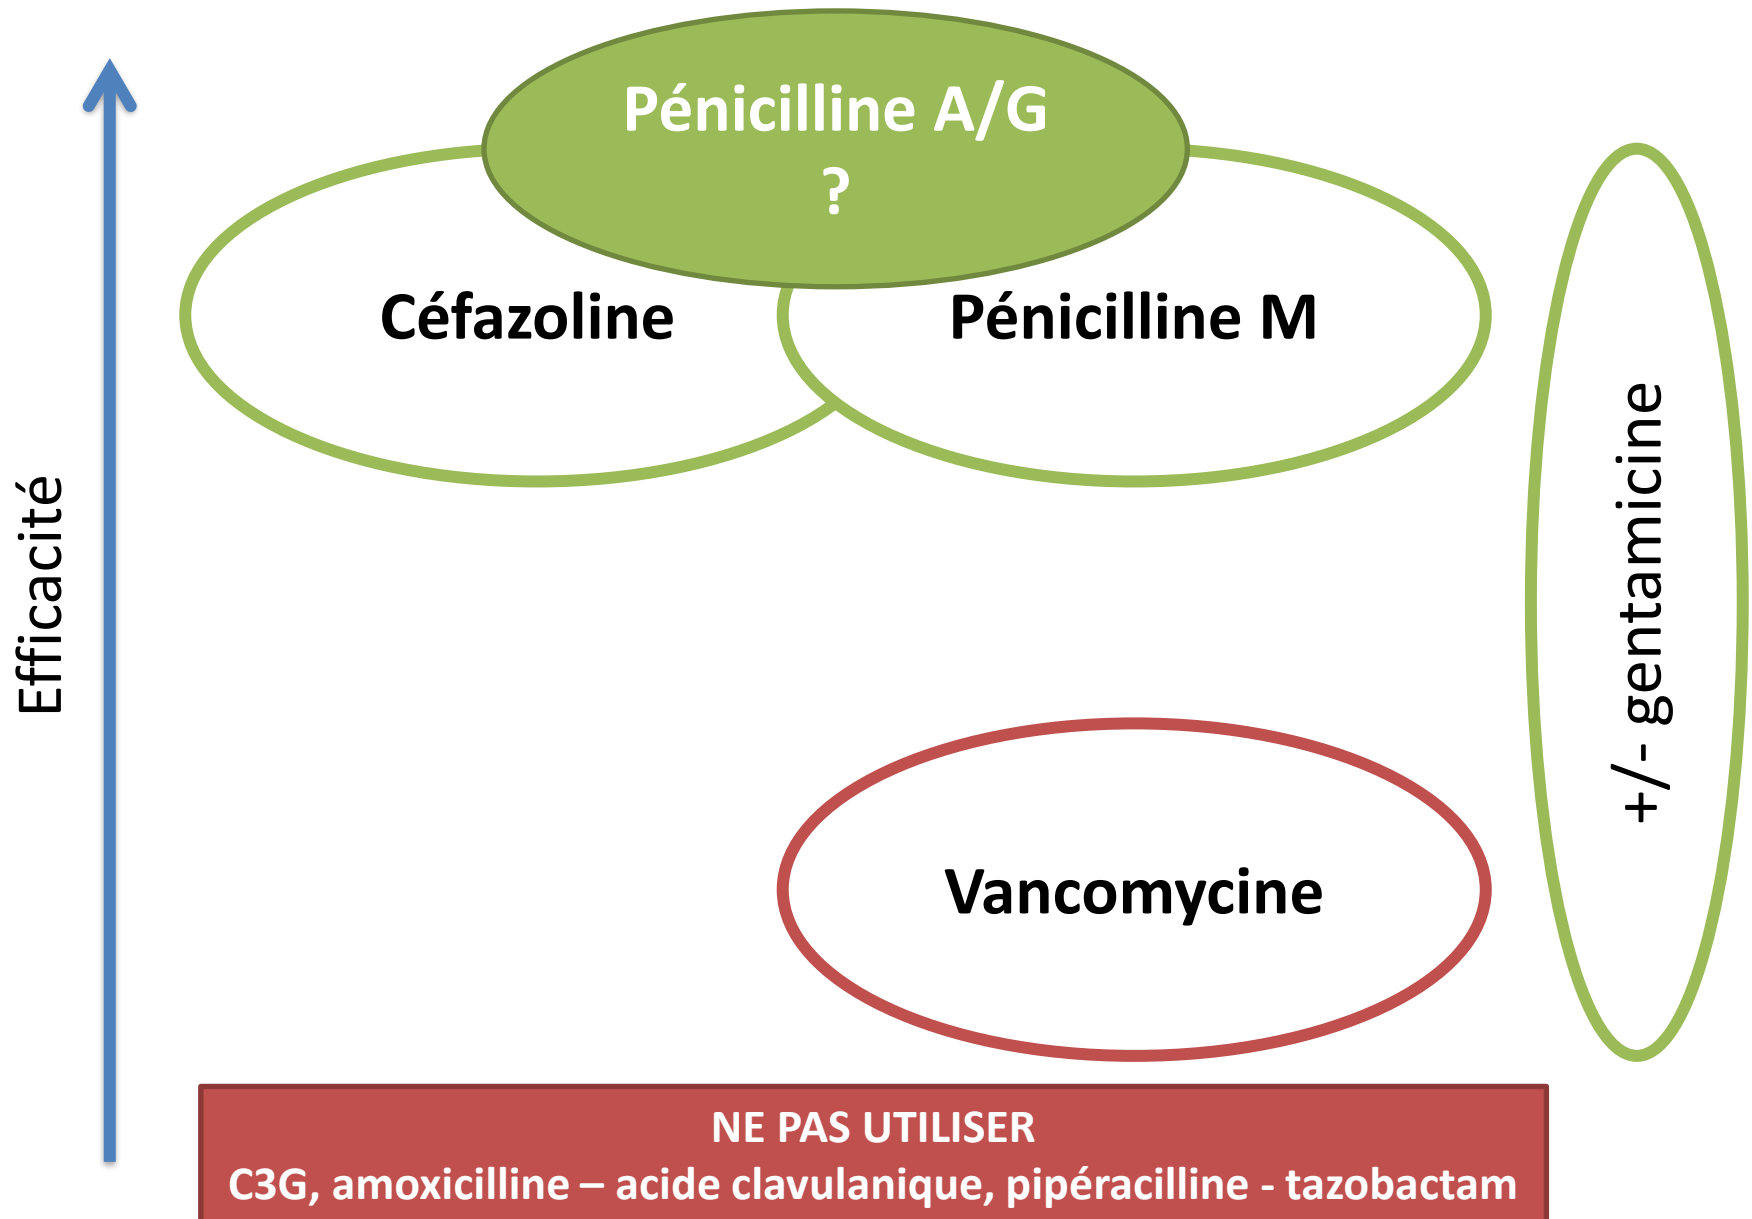 Pénicilline A/G
?
Céfazoline
Pénicilline M
Efficacité
+/- gentamicine
Vancomycine
NE PAS UTILISER
C3G, amoxicilline – acide clavulanique, pipéracilline - tazobactam